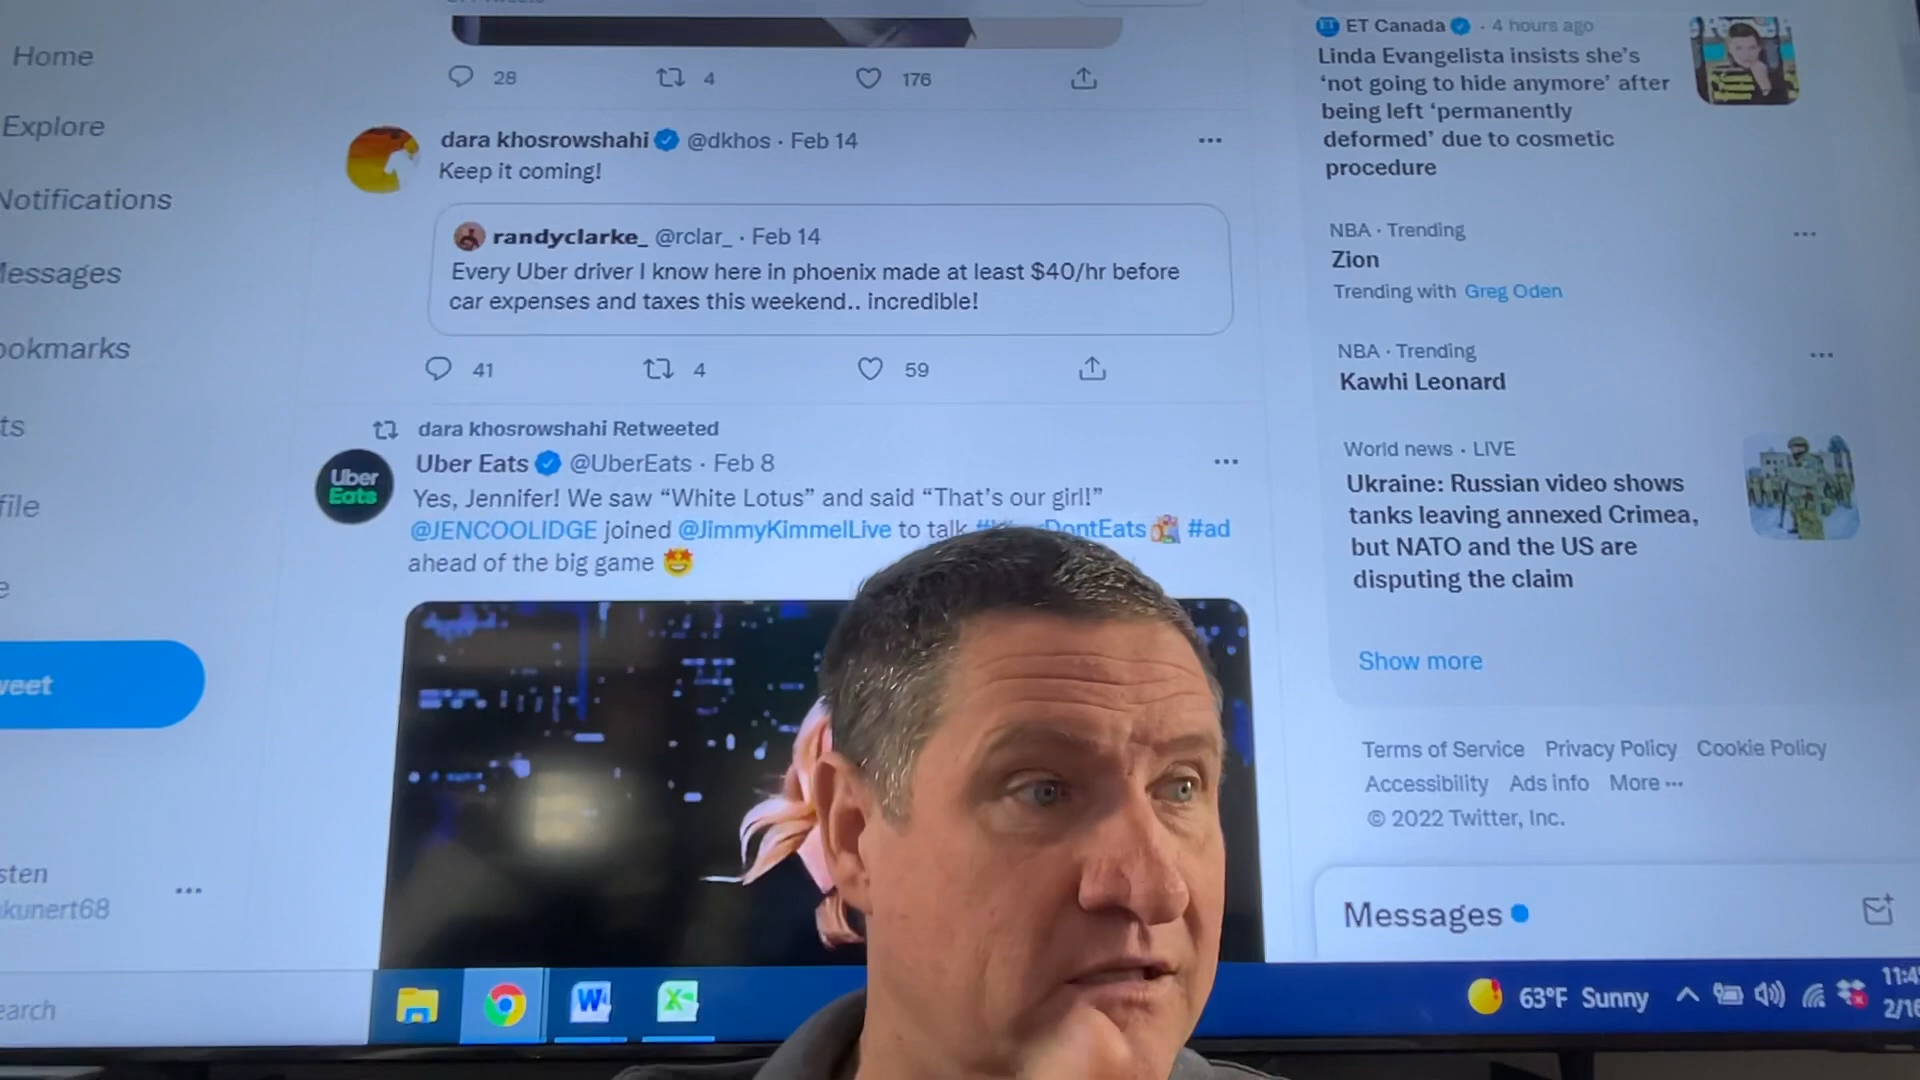 Home
Explore
Notifications
Messages
ookmarks
ts
file
e
weet
sten
kunert68
earch
28
4
176
dara khosrowshahi @dkhos · Feb 14
Keep it coming!
randyclarke_ @rclar_ · Feb 14
Every Uber driver I know here in phoenix made at least $40/hr before
car expenses and taxes this weekend.. incredible!
41
4
59
dara khosrowshahi Retweeted
Uber Eats
Uber Eats @UberEats · Feb 8
Yes, Jennifer! We saw “White Lotus” and said “That’s our girl!”
@JENCOOLIDGE joined @JimmyKimmelLive to talk DontEats #ad
ahead of the big game
ET Canada · 4 hours ago
Linda Evangelista insists she’s
‘not going to hide anymore’ after
being left ‘permanently
deformed’ due to cosmetic
procedure
NBA · Trending
Zion
Trending with Greg Oden
NBA · Trending
Kawhi Leonard
World news · LIVE
Ukraine: Russian video shows
tanks leaving annexed Crimea,
but NATO and the US are
disputing the claim
Show more
Terms of Service Privacy Policy Cookie Policy
Accessibility Ads info More ···
© 2022 Twitter, Inc.
Messages
63°F Sunny
11:4
2/16